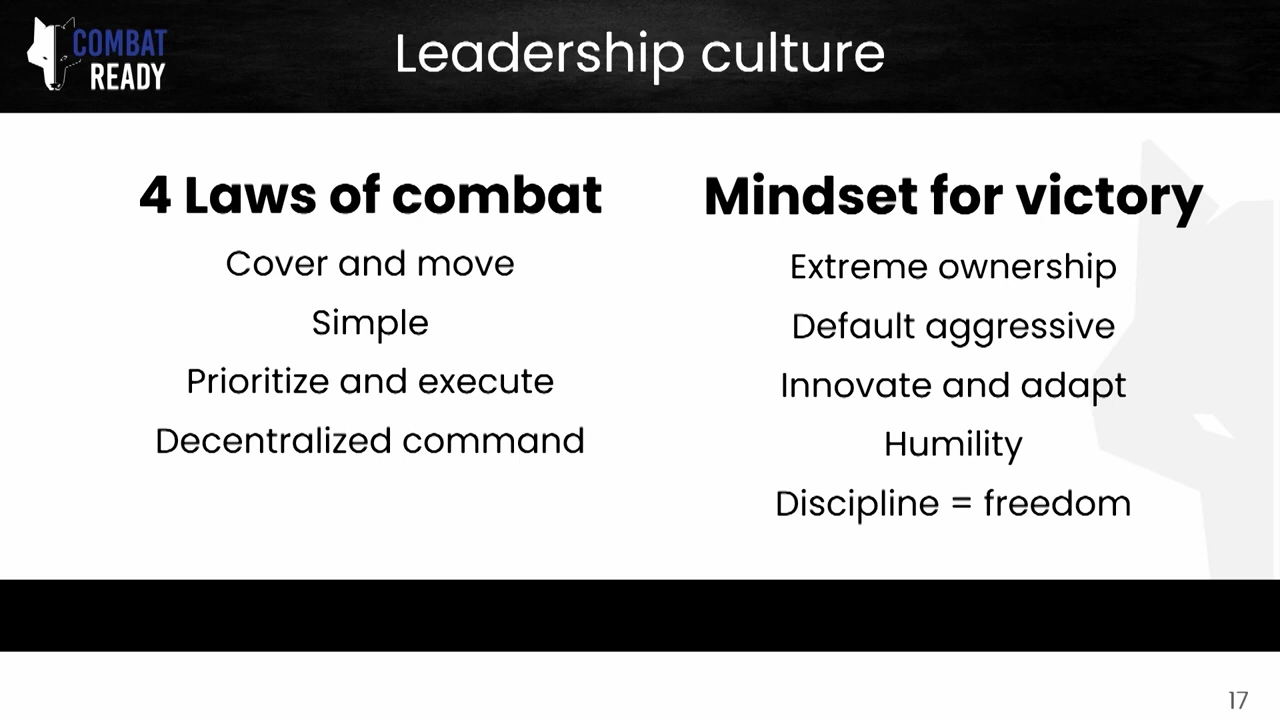 COMBAT
READY
Leadership culture
4 Laws of combat
Cover and move
Simple
Prioritize and execute
Decentralized command
Mindset for victory
Extreme ownership
Default aggressive
Innovate and adapt
Humility
Discipline = freedom
17